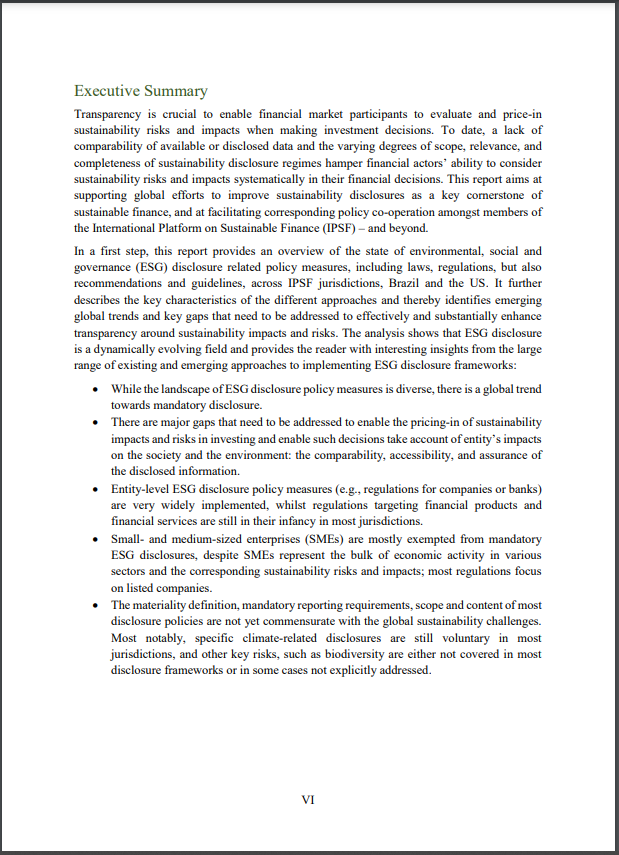 Executive Summary
Transparency is crucial to enable financial market participants to evaluate and price-in
sustainability risks and impacts when making investment decisions. To date, a lack of
comparability of available or disclosed data and the varying degrees of scope, relevance, and
completeness of sustainability disclosure regimes hamper financial actors’ ability to consider
sustainability risks and impacts systematically in their financial decisions. This report aims at
supporting global efforts to improve sustainability disclosures as a key cornerstone of
sustainable finance, and at facilitating corresponding policy co-operation amongst members of
the International Platform on Sustainable Finance (IPSF) – and beyond.
In a first step, this report provides an overview of the state of environmental, social and
governance (ESG) disclosure related policy measures, including laws, regulations, but also
recommendations and guidelines, across IPSF jurisdictions, Brazil and the US. It further
describes the key characteristics of the different approaches and thereby identifies emerging
global trends and key gaps that need to be addressed to effectively and substantially enhance
transparency around sustainability impacts and risks. The analysis shows that ESG disclosure
is a dynamically evolving field and provides the reader with interesting insights from the large
range of existing and emerging approaches to implementing ESG disclosure frameworks:
• While the landscape of ESG disclosure policy measures is diverse, there is a global trend
towards mandatory disclosure.
• There are major gaps that need to be addressed to enable the pricing-in of sustainability
impacts and risks in investing and enable such decisions take account of entity’s impacts
on the society and the environment: the comparability, accessibility, and assurance of
the disclosed information.
• Entity-level ESG disclosure policy measures (e.g., regulations for companies or banks)
are very widely implemented, whilst regulations targeting financial products and
financial services are still in their infancy in most jurisdictions.
• Small- and medium-sized enterprises (SMEs) are mostly exempted from mandatory
ESG disclosures, despite SMEs represent the bulk of economic activity in various
sectors and the corresponding sustainability risks and impacts; most regulations focus
on listed companies.
• The materiality definition, mandatory reporting requirements, scope and content of most
disclosure policies are not yet commensurate with the global sustainability challenges.
Most notably, specific climate-related disclosures are still voluntary in most
jurisdictions, and other key risks, such as biodiversity are either not covered in most
disclosure frameworks or in some cases not explicitly addressed.
VI